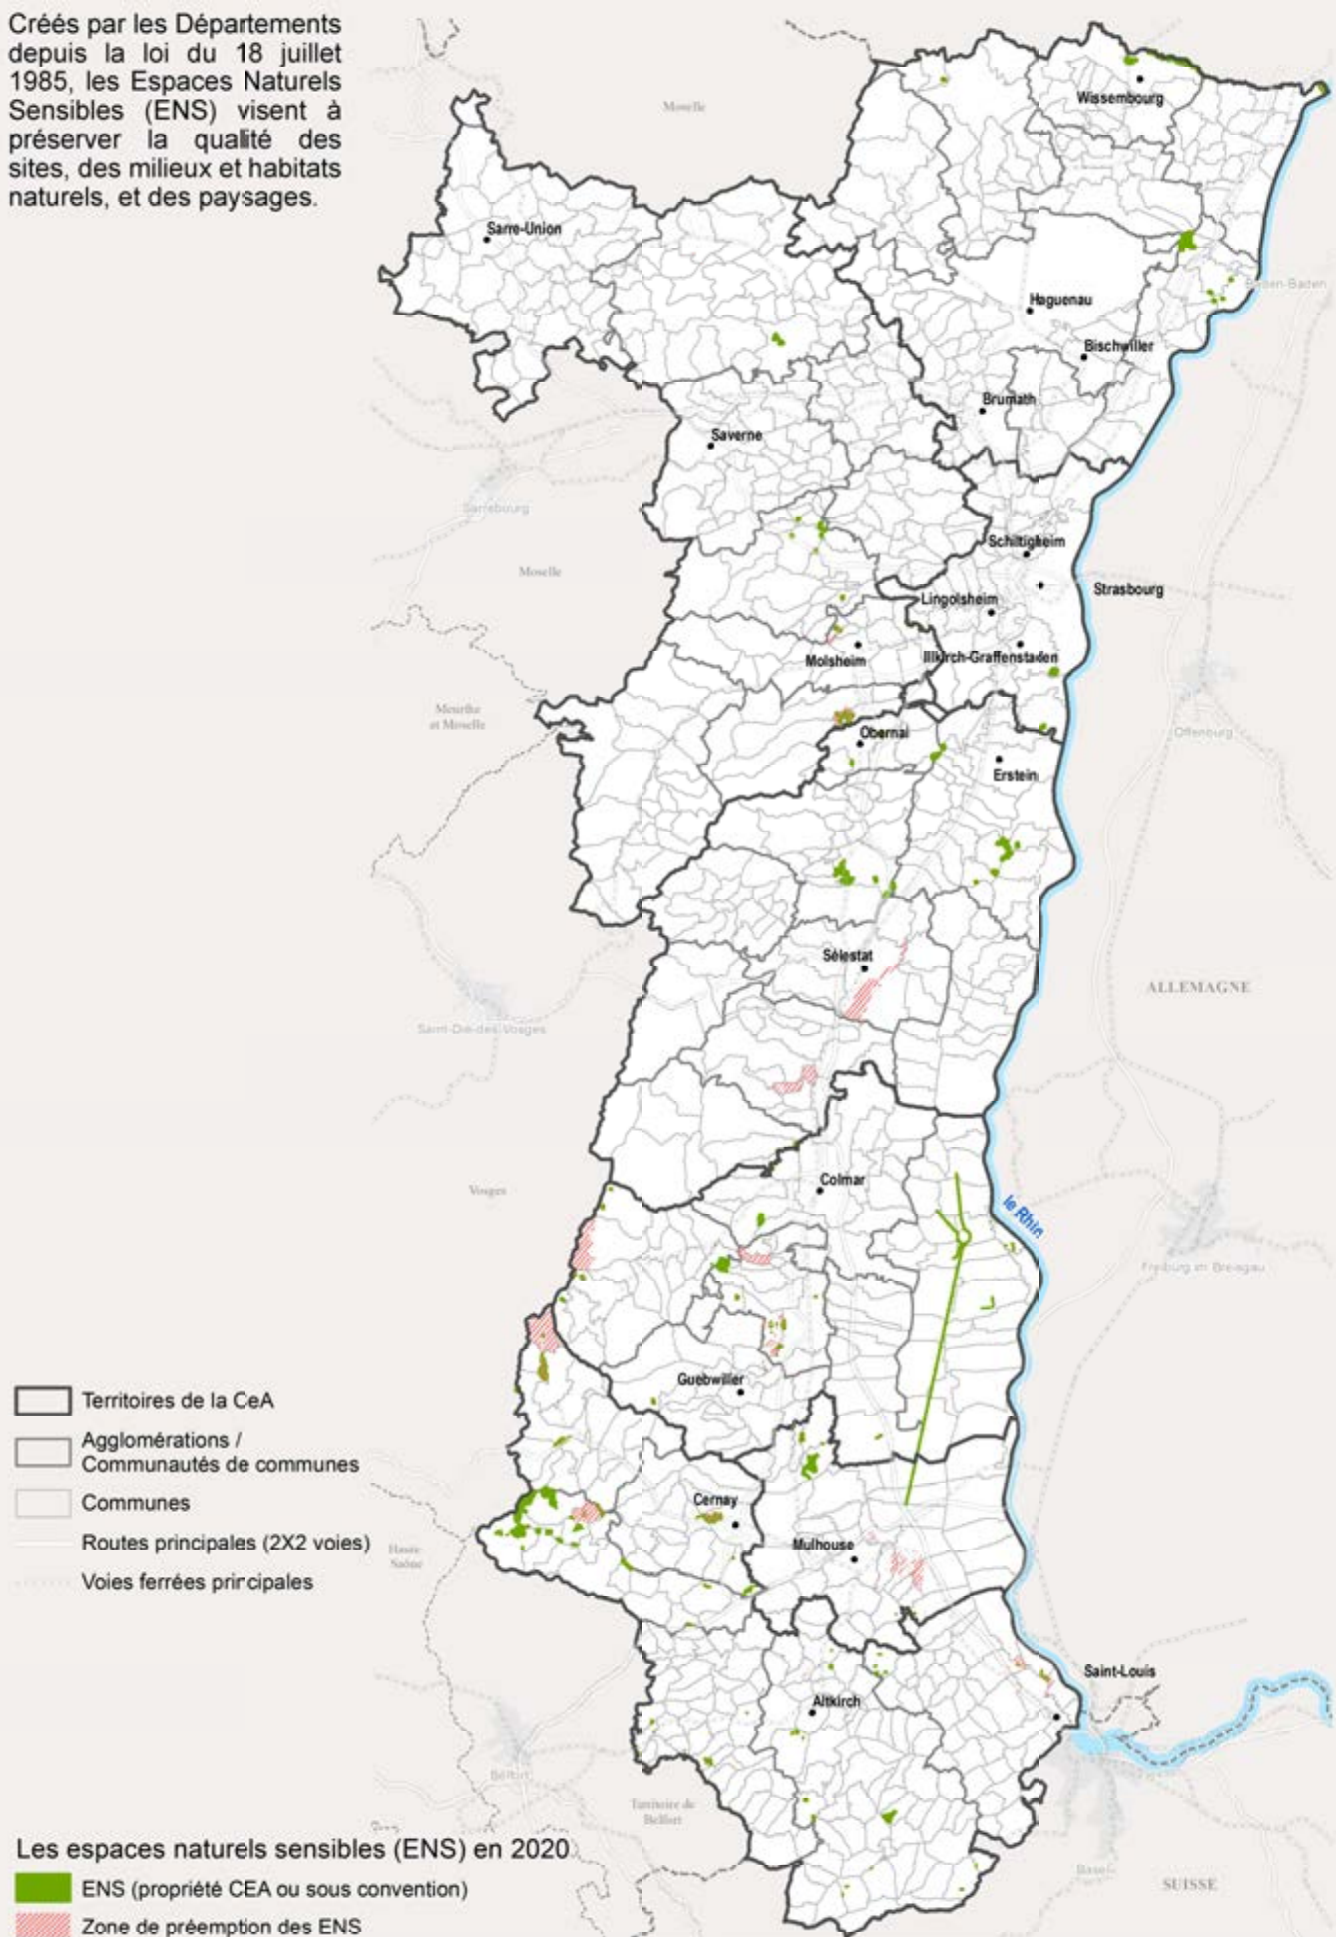 Créés par les Départements
depuis la loi du 18 juillet
1985, les Espaces Naturels
Sensibles (ENS) visent à
préserver la qualité des
sites, des milieux et habitats
naturels, et des paysages.
Moselle
Wissembourg
Sarre-Union
Baden-Baden
Haguenau
Bischwiller
Brumath
Saverne
Sarrebourg
Schiltigheim
Moselle
Strasbourg
Lingolsheim
Molsheim
Illkirch-Graffenstaden
Meurthe
et Moselle
Obernai
Offenburg
Erstein
Sélestat
ALLEMAGNE
Saint-Dié-des-Vosges
Colmar
Vosges
le Rhin
Freiburg im Breisgau
Guebwiller
Territoires de la CeA
Agglomérations /
Communautés de communes
Communes
Routes principales (2X2 voies)
Voies ferrées principales
Cernay
Mulhouse
Haute
Saône
Saint-Louis
Altkirch
Belfort
Territoire de
Belfort
Basel
SUISSE
Les espaces naturels sensibles (ENS) en 2020
ENS (propriété CEA ou sous convention)
Zone de préemption des ENS